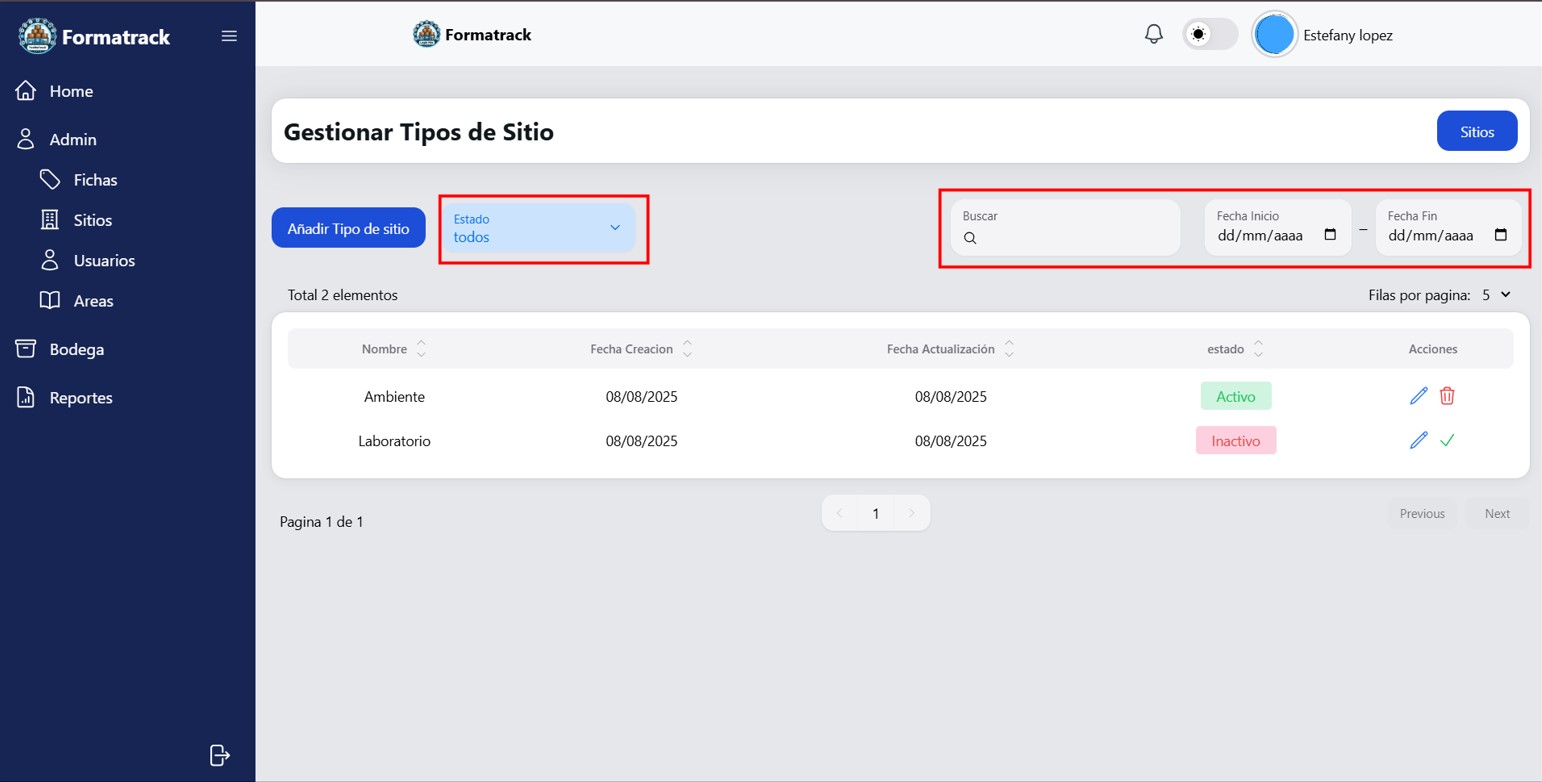 Formatrack
Formatrack
Estefany lopez
Home
Admin
Fichas
Sitios
Usuarios
Areas
Bodega
Reportes
Gestionar Tipos de Sitio
Sitios
Añadir Tipo de sitio
Estado
todos
Buscar
Fecha Inicio
dd/mm/aaaa
–
Fecha Fin
dd/mm/aaaa
Total 2 elementos
Filas por pagina: 5
Nombre Fecha Creacion Fecha Actualización estado Acciones
Ambiente 08/08/2025 08/08/2025 Activo
Laboratorio 08/08/2025 08/08/2025 Inactivo
Pagina 1 de 1
1
Previous
Next